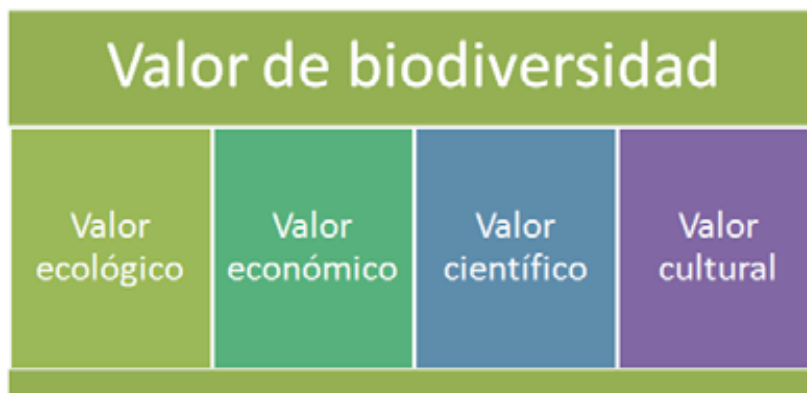 Valor de biodiversidad
Valor
ecológico
Valor
económico
Valor
científico
Valor
cultural